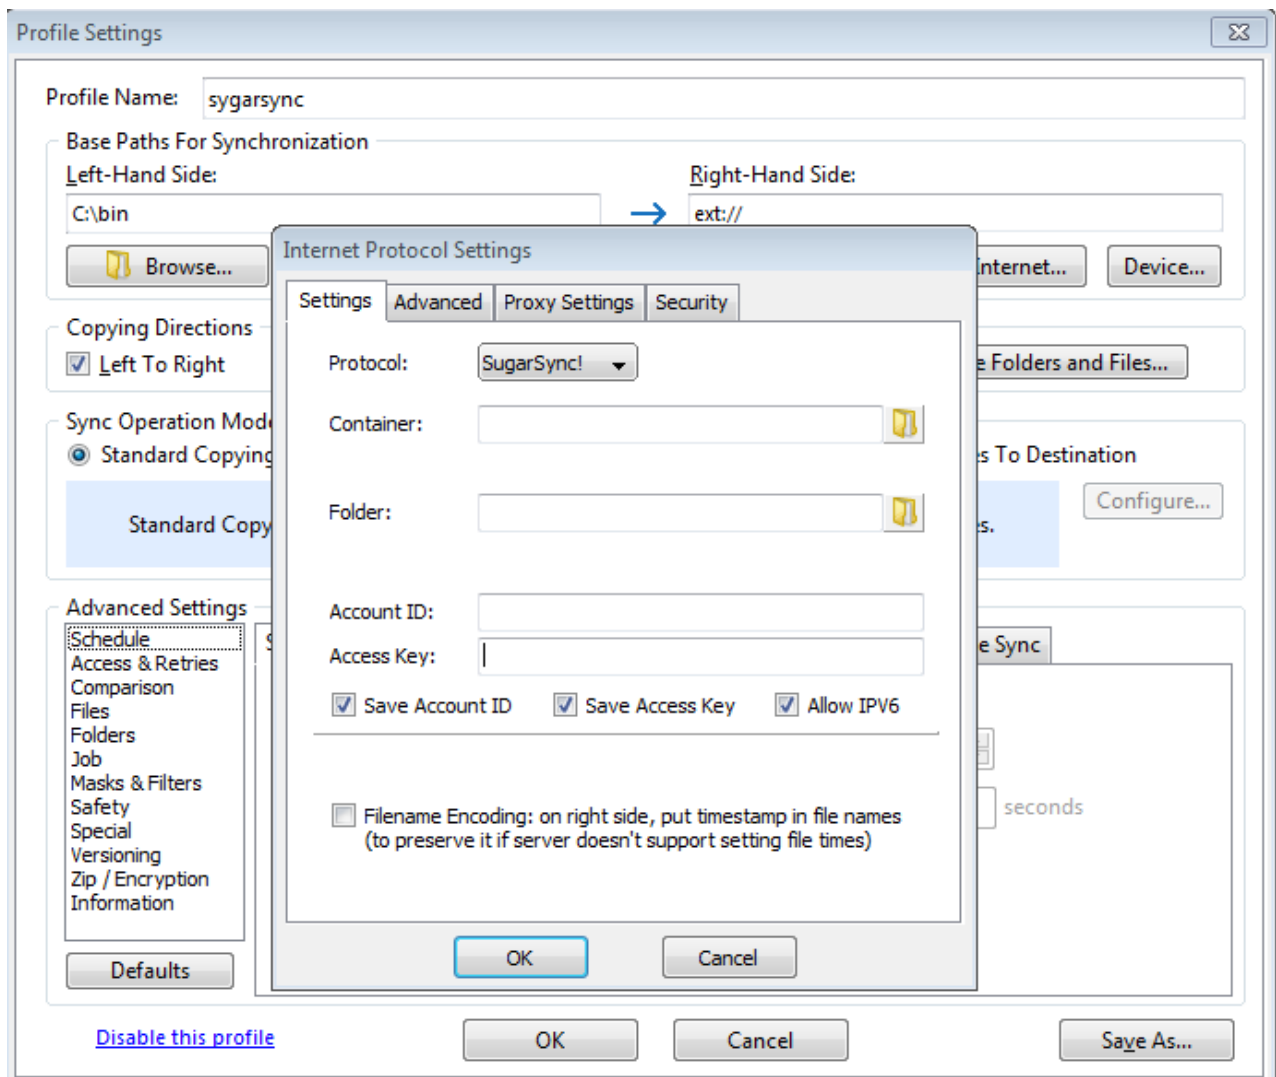 Profile Settings
Profile Name: sygarsync
Base Paths For Synchronization
Left-Hand Side: Right-Hand Side:
C:\bin ext://
Browse... Internet... Device...
Internet Protocol Settings
Settings Advanced Proxy Settings Security
Copying Directions
Left To Right e Folders and Files...
Protocol: SugarSync!
Container:
Sync Operation Mod
Standard Copying s To Destination
Configure...
Folder:
Standard Copy s.
Advanced Settings
Account ID:
Schedule
Access & Retries
Comparison
Files
Folders
Job
Masks & Filters
Safety
Special
Versioning
Zip / Encryption
Information
S e Sync
Access Key:
Save Account ID Save Access Key Allow IPV6
seconds
Filename Encoding: on right side, put timestamp in file names
(to preserve it if server doesn't support setting file times)
OK Cancel
Defaults
Disable this profile OK Cancel Save As...